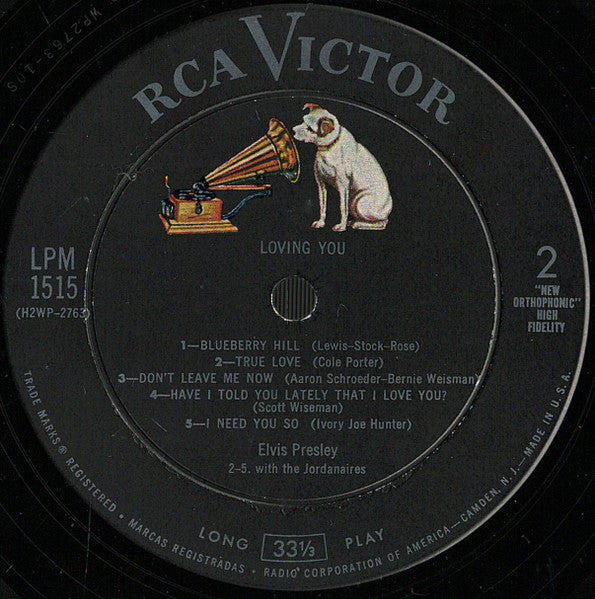 WP2763-10S
RCA VICTOR
LOVING YOU
LPM
1515
(H2WP-2763)
2
"NEW
ORTHOPHONIC"
HIGH
FIDELITY
1—BLUEBERRY HILL (Lewis-Stock-Rose)
2—TRUE LOVE (Cole Porter)
3—DON'T LEAVE ME NOW (Aaron Schroeder-Bernie Weisman)
4—HAVE I TOLD YOU LATELY THAT I LOVE YOU?
(Scott Wiseman)
5—I NEED YOU SO (Ivory Joe Hunter)
Elvis Presley
2-5. with the Jordanaires
LONG 33⅓ PLAY
TRADE MARKS ® REGISTERED • MARCAS REGISTRADAS • RADIO CORPORATION OF AMERICA—CAMDEN, N.J.—MADE IN U.S.A.